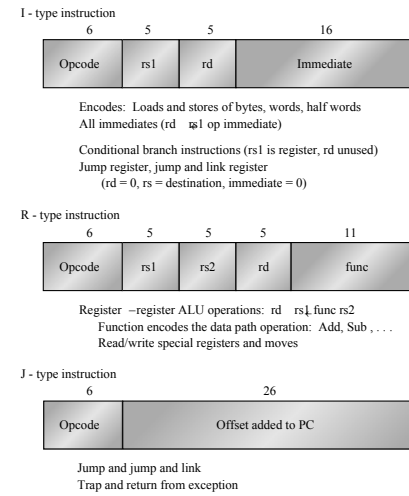 I - type instruction
6 5 5 16
Opcode rs1 rd Immediate
Encodes: Loads and stores of bytes, words, half words
All immediates (rd rs1 op immediate)
Conditional branch instructions (rs1 is register, rd unused)
Jump register, jump and link register
(rd = 0, rs = destination, immediate = 0)
R - type instruction
6 5 5 5 11
Opcode rs1 rs2 rd func
Register –register ALU operations: rd rs1 func rs2
Function encodes the data path operation: Add, Sub , . . .
Read/write special registers and moves
J - type instruction
6 26
Opcode Offset added to PC
Jump and jump and link
Trap and return from exception